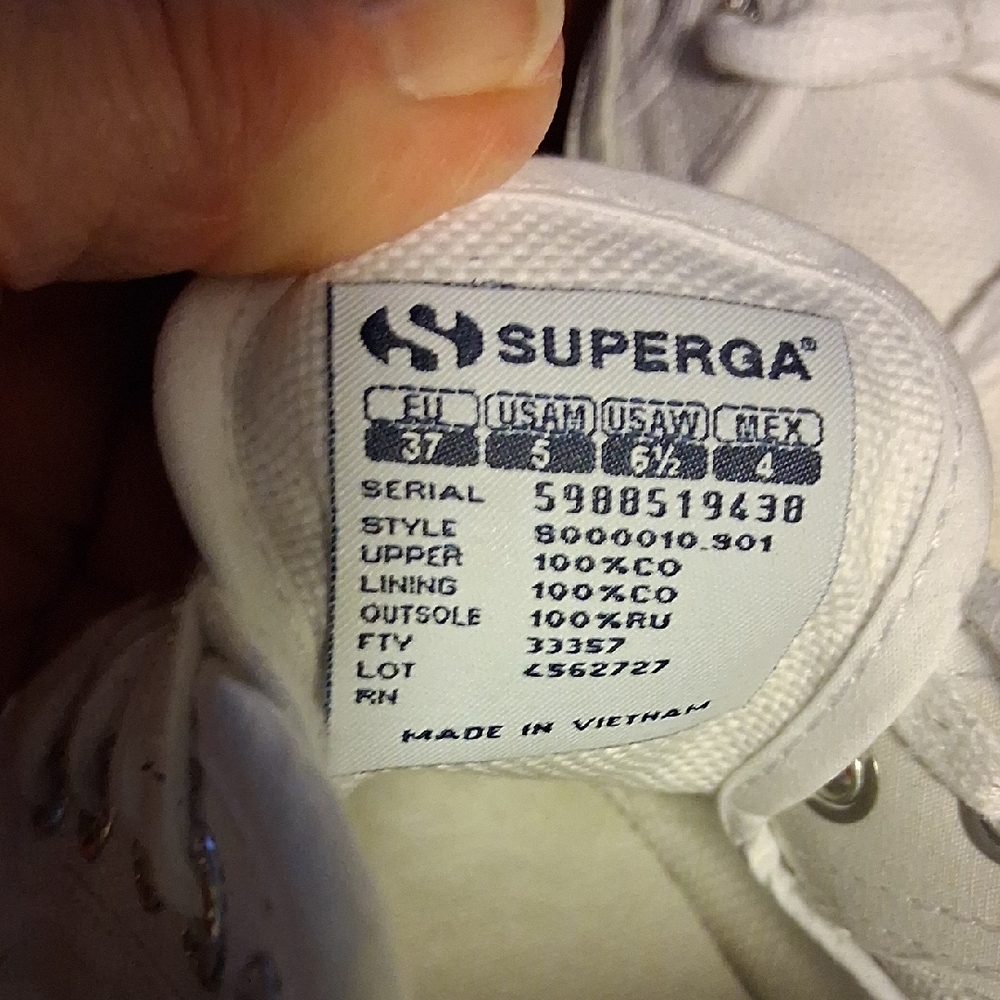 SUPERGA®
EU USAM USAW MEX
37 5 6½ 4
SERIAL 5988519438
STYLE S000010.901
UPPER 100%CO
LINING 100%CO
OUTSOLE 100%RU
FTY 33357
LOT 4562727
RN
MADE IN VIETNAM